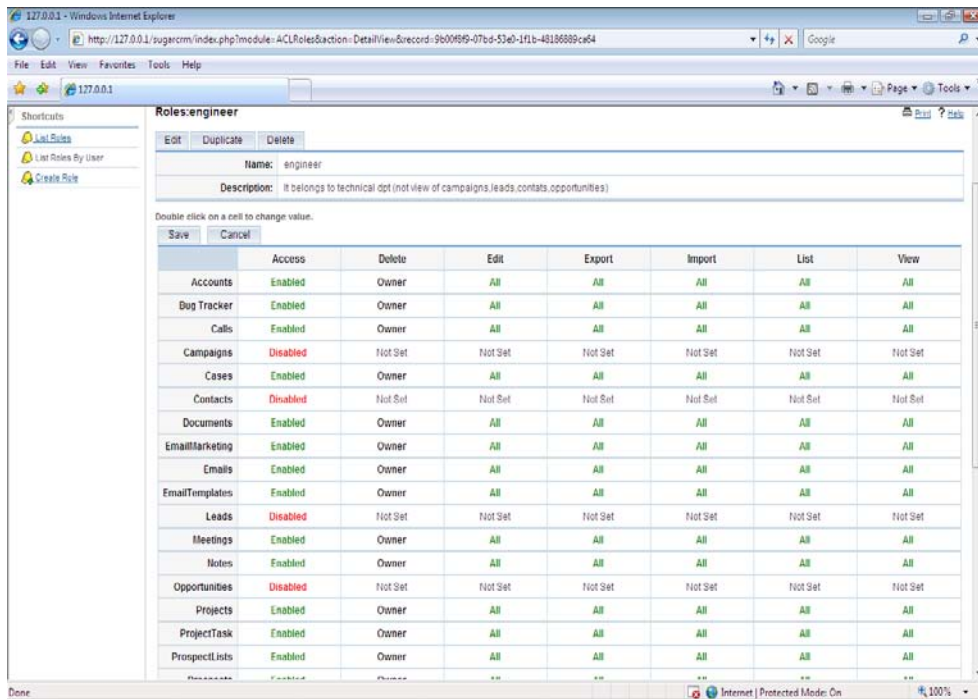 127.0.0.1 - Windows Internet Explorer
http://127.0.0.1/sugarcrm/index.php?module=ACLRoles&action=DetailView&record=9b00f8f9-07bd-53e0-1f1b-48186889ca64
Google
File Edit View Favorites Tools Help
127.0.0.1
Page Tools
Shortcuts
List Roles
List Roles By User
Create Role
Roles:engineer
Print Help
Edit Duplicate Delete
Name: engineer
Description: It belongs to technical dpt (not view of campaigns,leads,contats,opportunities)
Double click on a cell to change value.
Save Cancel
Access Delete Edit Export Import List View
Accounts Enabled Owner All All All All All
Bug Tracker Enabled Owner All All All All All
Calls Enabled Owner All All All All All
Campaigns Disabled Not Set Not Set Not Set Not Set Not Set Not Set
Cases Enabled Owner All All All All All
Contacts Disabled Not Set Not Set Not Set Not Set Not Set Not Set
Documents Enabled Owner All All All All All
EmailMarketing Enabled Owner All All All All All
Emails Enabled Owner All All All All All
EmailTemplates Enabled Owner All All All All All
Leads Disabled Not Set Not Set Not Set Not Set Not Set Not Set
Meetings Enabled Owner All All All All All
Notes Enabled Owner All All All All All
Opportunities Disabled Not Set Not Set Not Set Not Set Not Set Not Set
Projects Enabled Owner All All All All All
ProjectTask Enabled Owner All All All All All
ProspectLists Enabled Owner All All All All All
Done
Internet | Protected Mode: On
100%